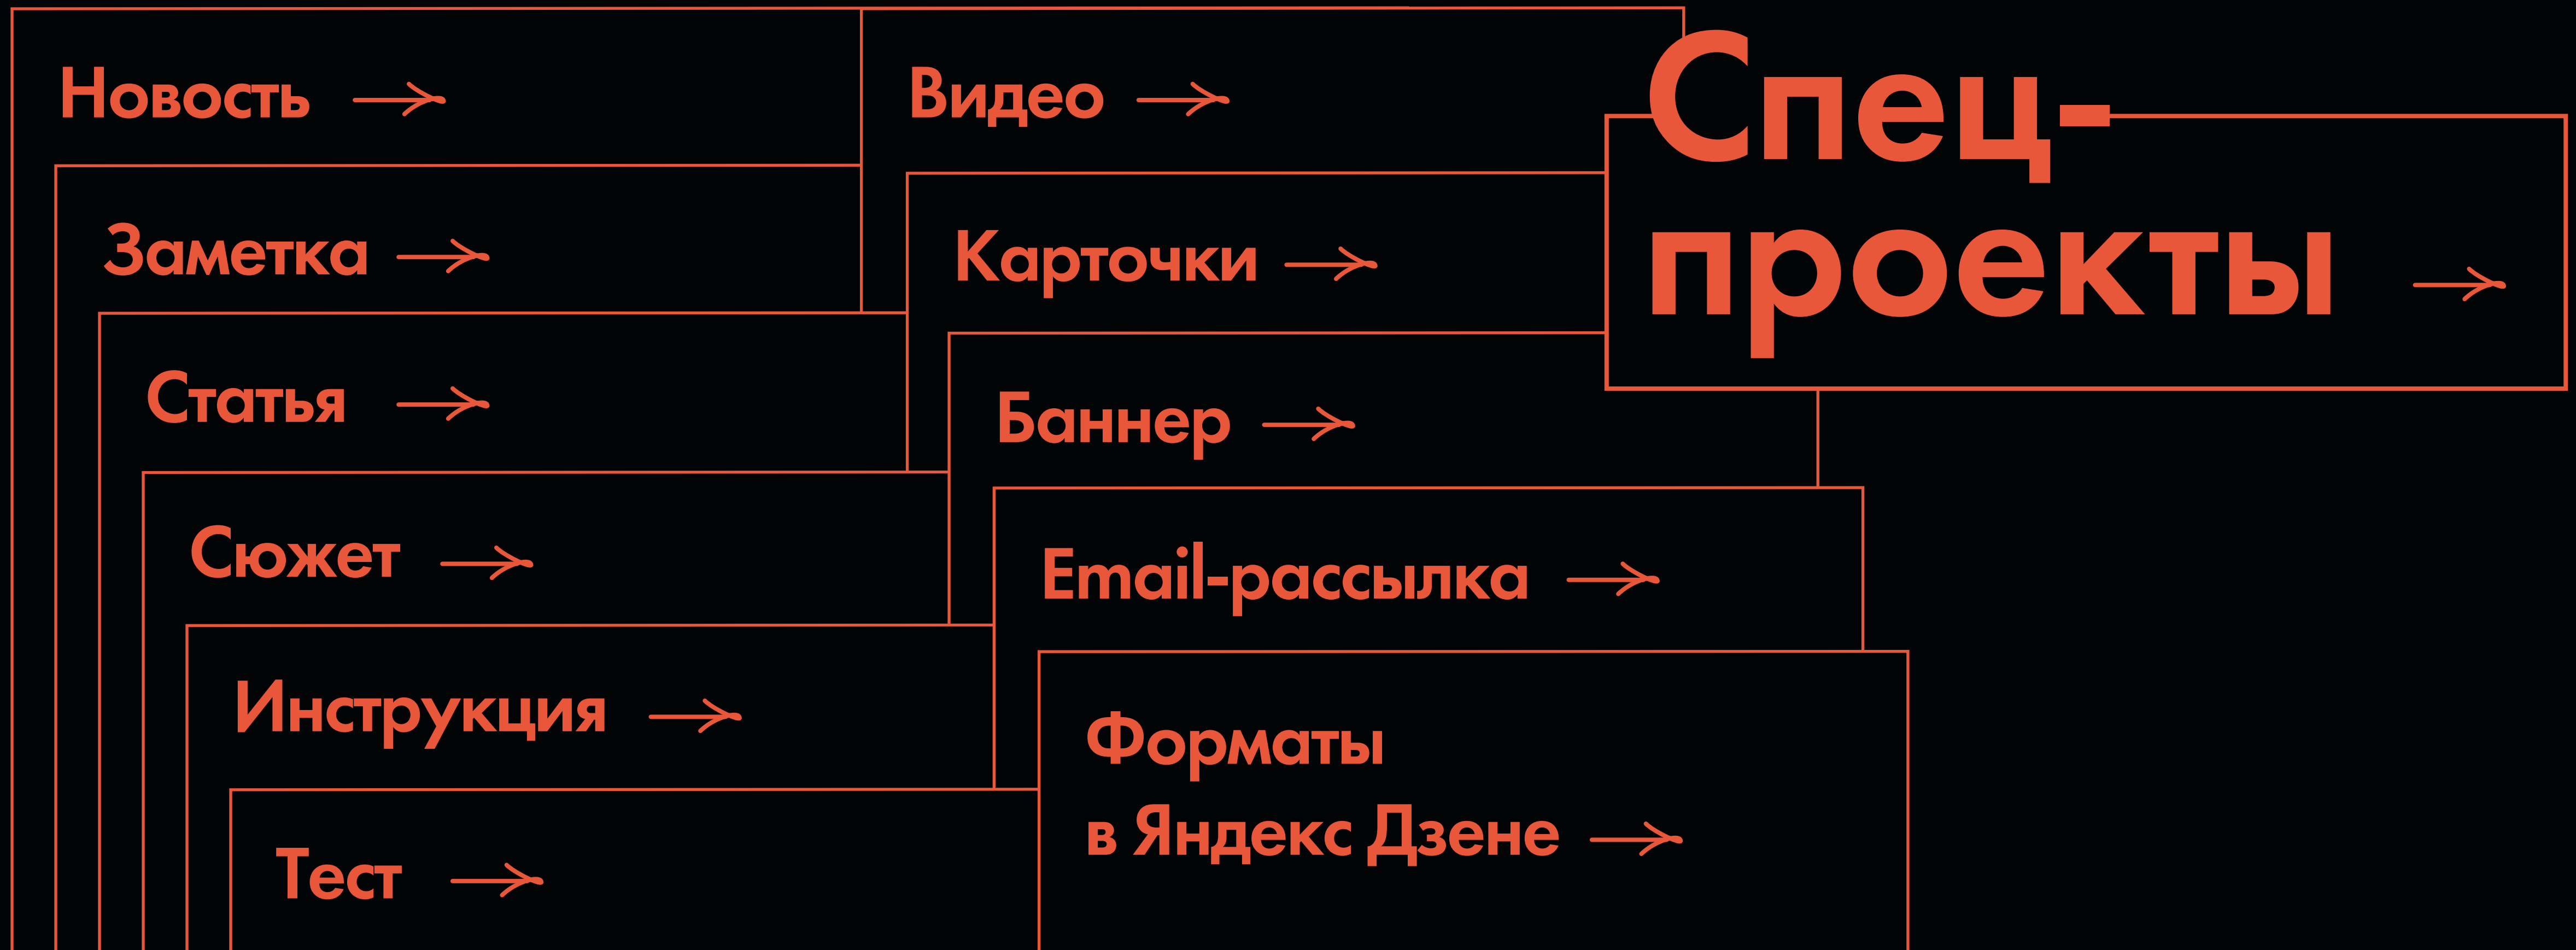 Новость
Заметка
Статья
Сюжет
Инструкция
Тест
Видео
Карточки
Баннер
Email-рассылка
Форматы
в Яндекс Дзене
Спец-
проекты